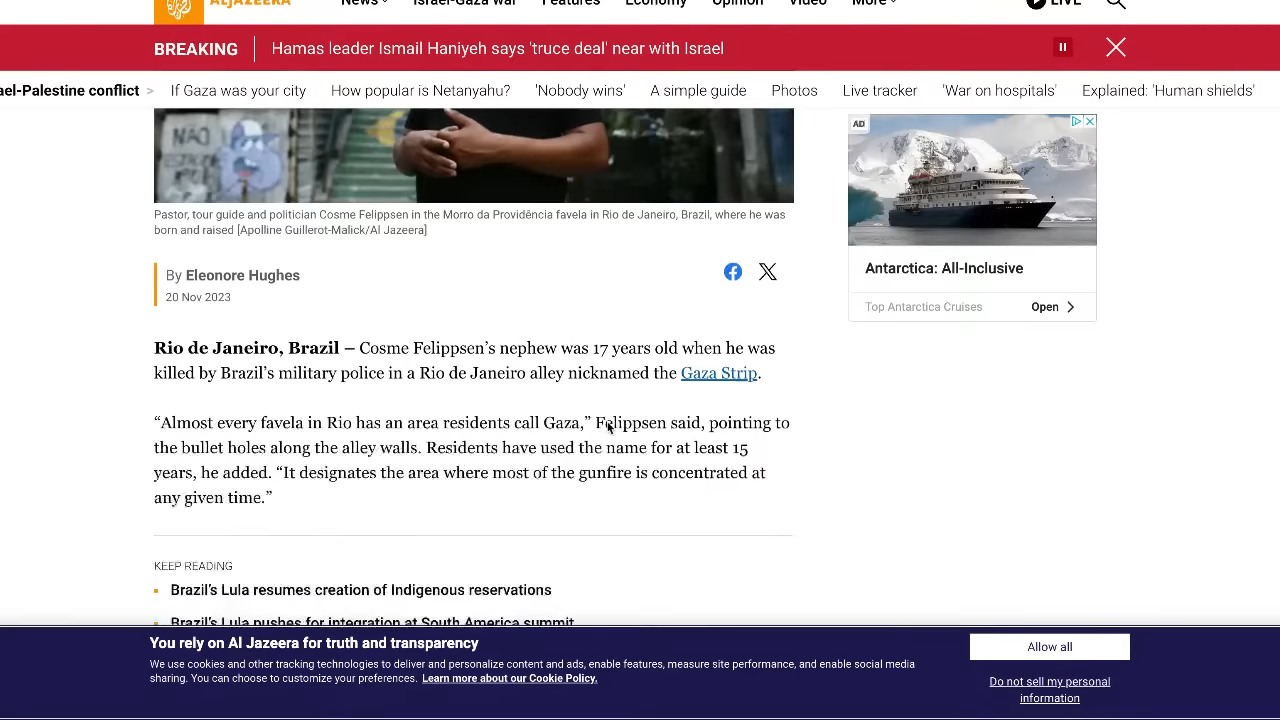 ALJAZEERA
News
Israel-Gaza war
Features
Economy
Opinion
Video
More
LIVE
BREAKING
Hamas leader Ismail Haniyeh says 'truce deal' near with Israel
ael-Palestine conflict > If Gaza was your city How popular is Netanyahu? 'Nobody wins' A simple guide Photos Live tracker 'War on hospitals' Explained: 'Human shields'
NÃO
Pastor, tour guide and politician Cosme Felippsen in the Morro da Providência favela in Rio de Janeiro, Brazil, where he was
born and raised [Apolline Guillerot-Malick/Al Jazeera]
By Eleonore Hughes
20 Nov 2023
Rio de Janeiro, Brazil – Cosme Felippsen’s nephew was 17 years old when he was
killed by Brazil’s military police in a Rio de Janeiro alley nicknamed the Gaza Strip.
“Almost every favela in Rio has an area residents call Gaza,” Felippsen said, pointing to
the bullet holes along the alley walls. Residents have used the name for at least 15
years, he added. “It designates the area where most of the gunfire is concentrated at
any given time.”
KEEP READING
Brazil’s Lula resumes creation of Indigenous reservations
Brazil’s Lula pushes for integration at South America summit
AD
Antarctica: All-Inclusive
Top Antarctica Cruises Open >
You rely on Al Jazeera for truth and transparency
We use cookies and other tracking technologies to deliver and personalize content and ads, enable features, measure site performance, and enable social media
sharing. You can choose to customize your preferences. Learn more about our Cookie Policy.
Allow all
Do not sell my personal
information